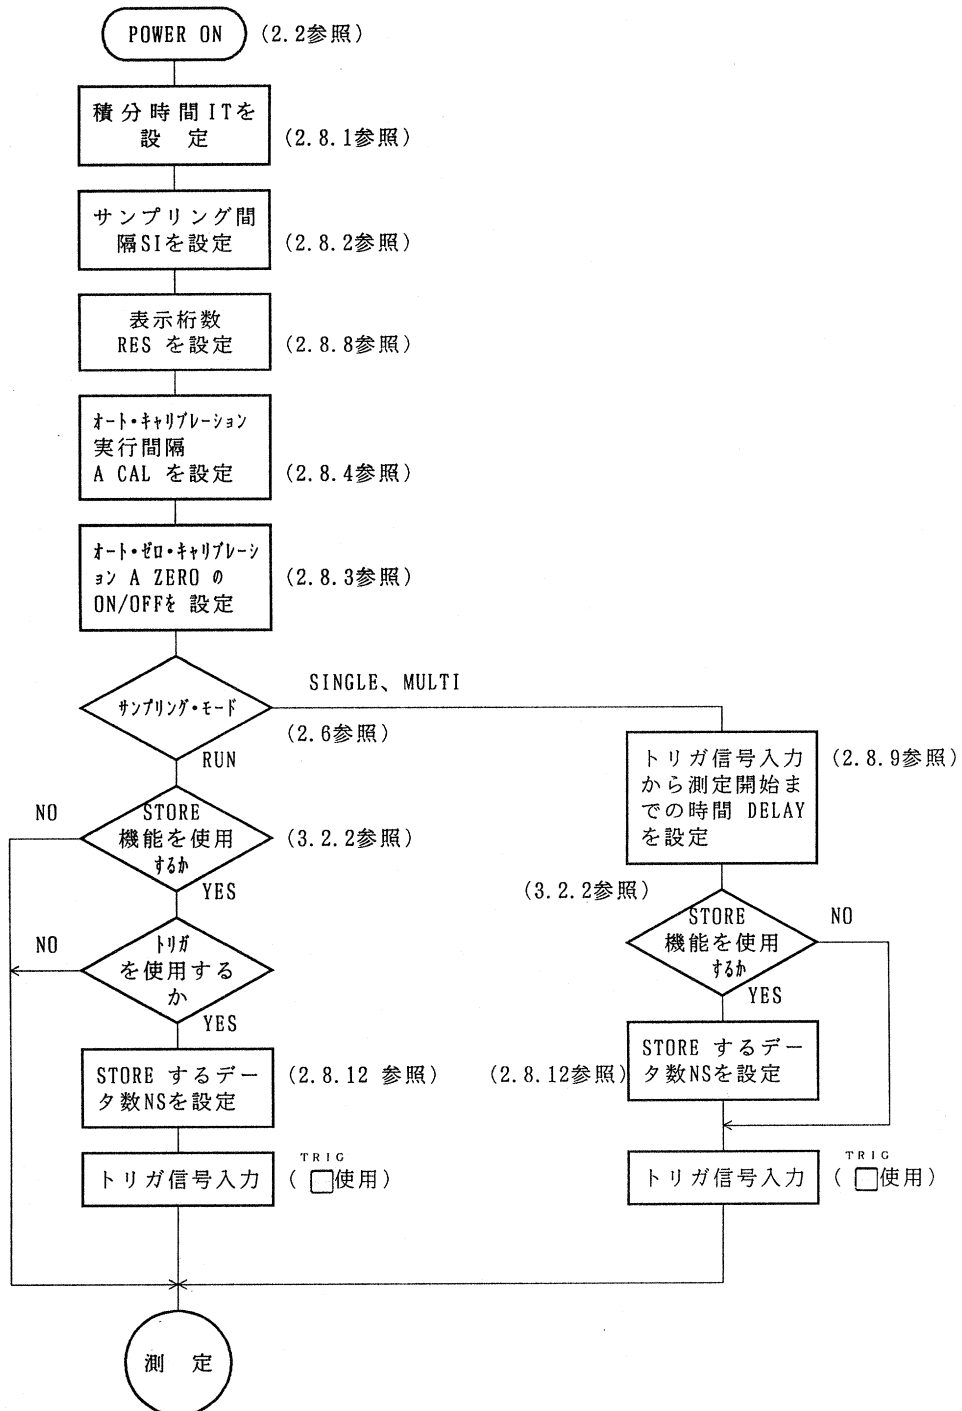 POWER ON (2.2参照)
積分時間ITを
設 定 (2.8.1参照)
サンプリング間
隔SIを設定 (2.8.2参照)
表示桁数
RES を設定 (2.8.8参照)
オート・キャリブレーション
実行間隔
A CAL を設定 (2.8.4参照)
オート・ゼロ・キャリブレーシ
ョン A ZERO の (2.8.3参照)
ON/OFFを 設定
サンプリング・モード
SINGLE、MULTI
(2.6参照)
RUN
トリガ信号入力 (2.8.9参照)
から測定開始ま
での時間 DELAY
を設定
NO
STORE
機能を使用 (3.2.2参照)
するか
YES
(3.2.2参照)
STORE
機能を使用
するか
NO
YES
NO
トリガ
を使用する
か
YES
STORE するデー (2.8.12 参照)
タ数NSを設定
(2.8.12参照)
STORE するデー
タ数NSを設定
トリガ信号入力
TRIG
( 使用)
トリガ信号入力
TRIG
( 使用)
測 定